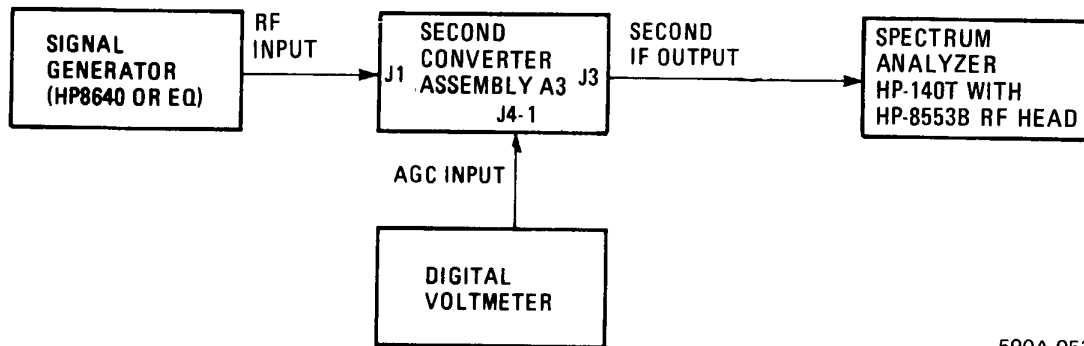 SIGNAL
GENERATOR
(HP8640 OR EQ)
RF
INPUT
J1
SECOND
CONVERTER
ASSEMBLY A3
J4-1
J3
SECOND
IF OUTPUT
SPECTRUM
ANALYZER
HP-140T WITH
HP-8553B RF HEAD
AGC INPUT
DIGITAL
VOLTMETER